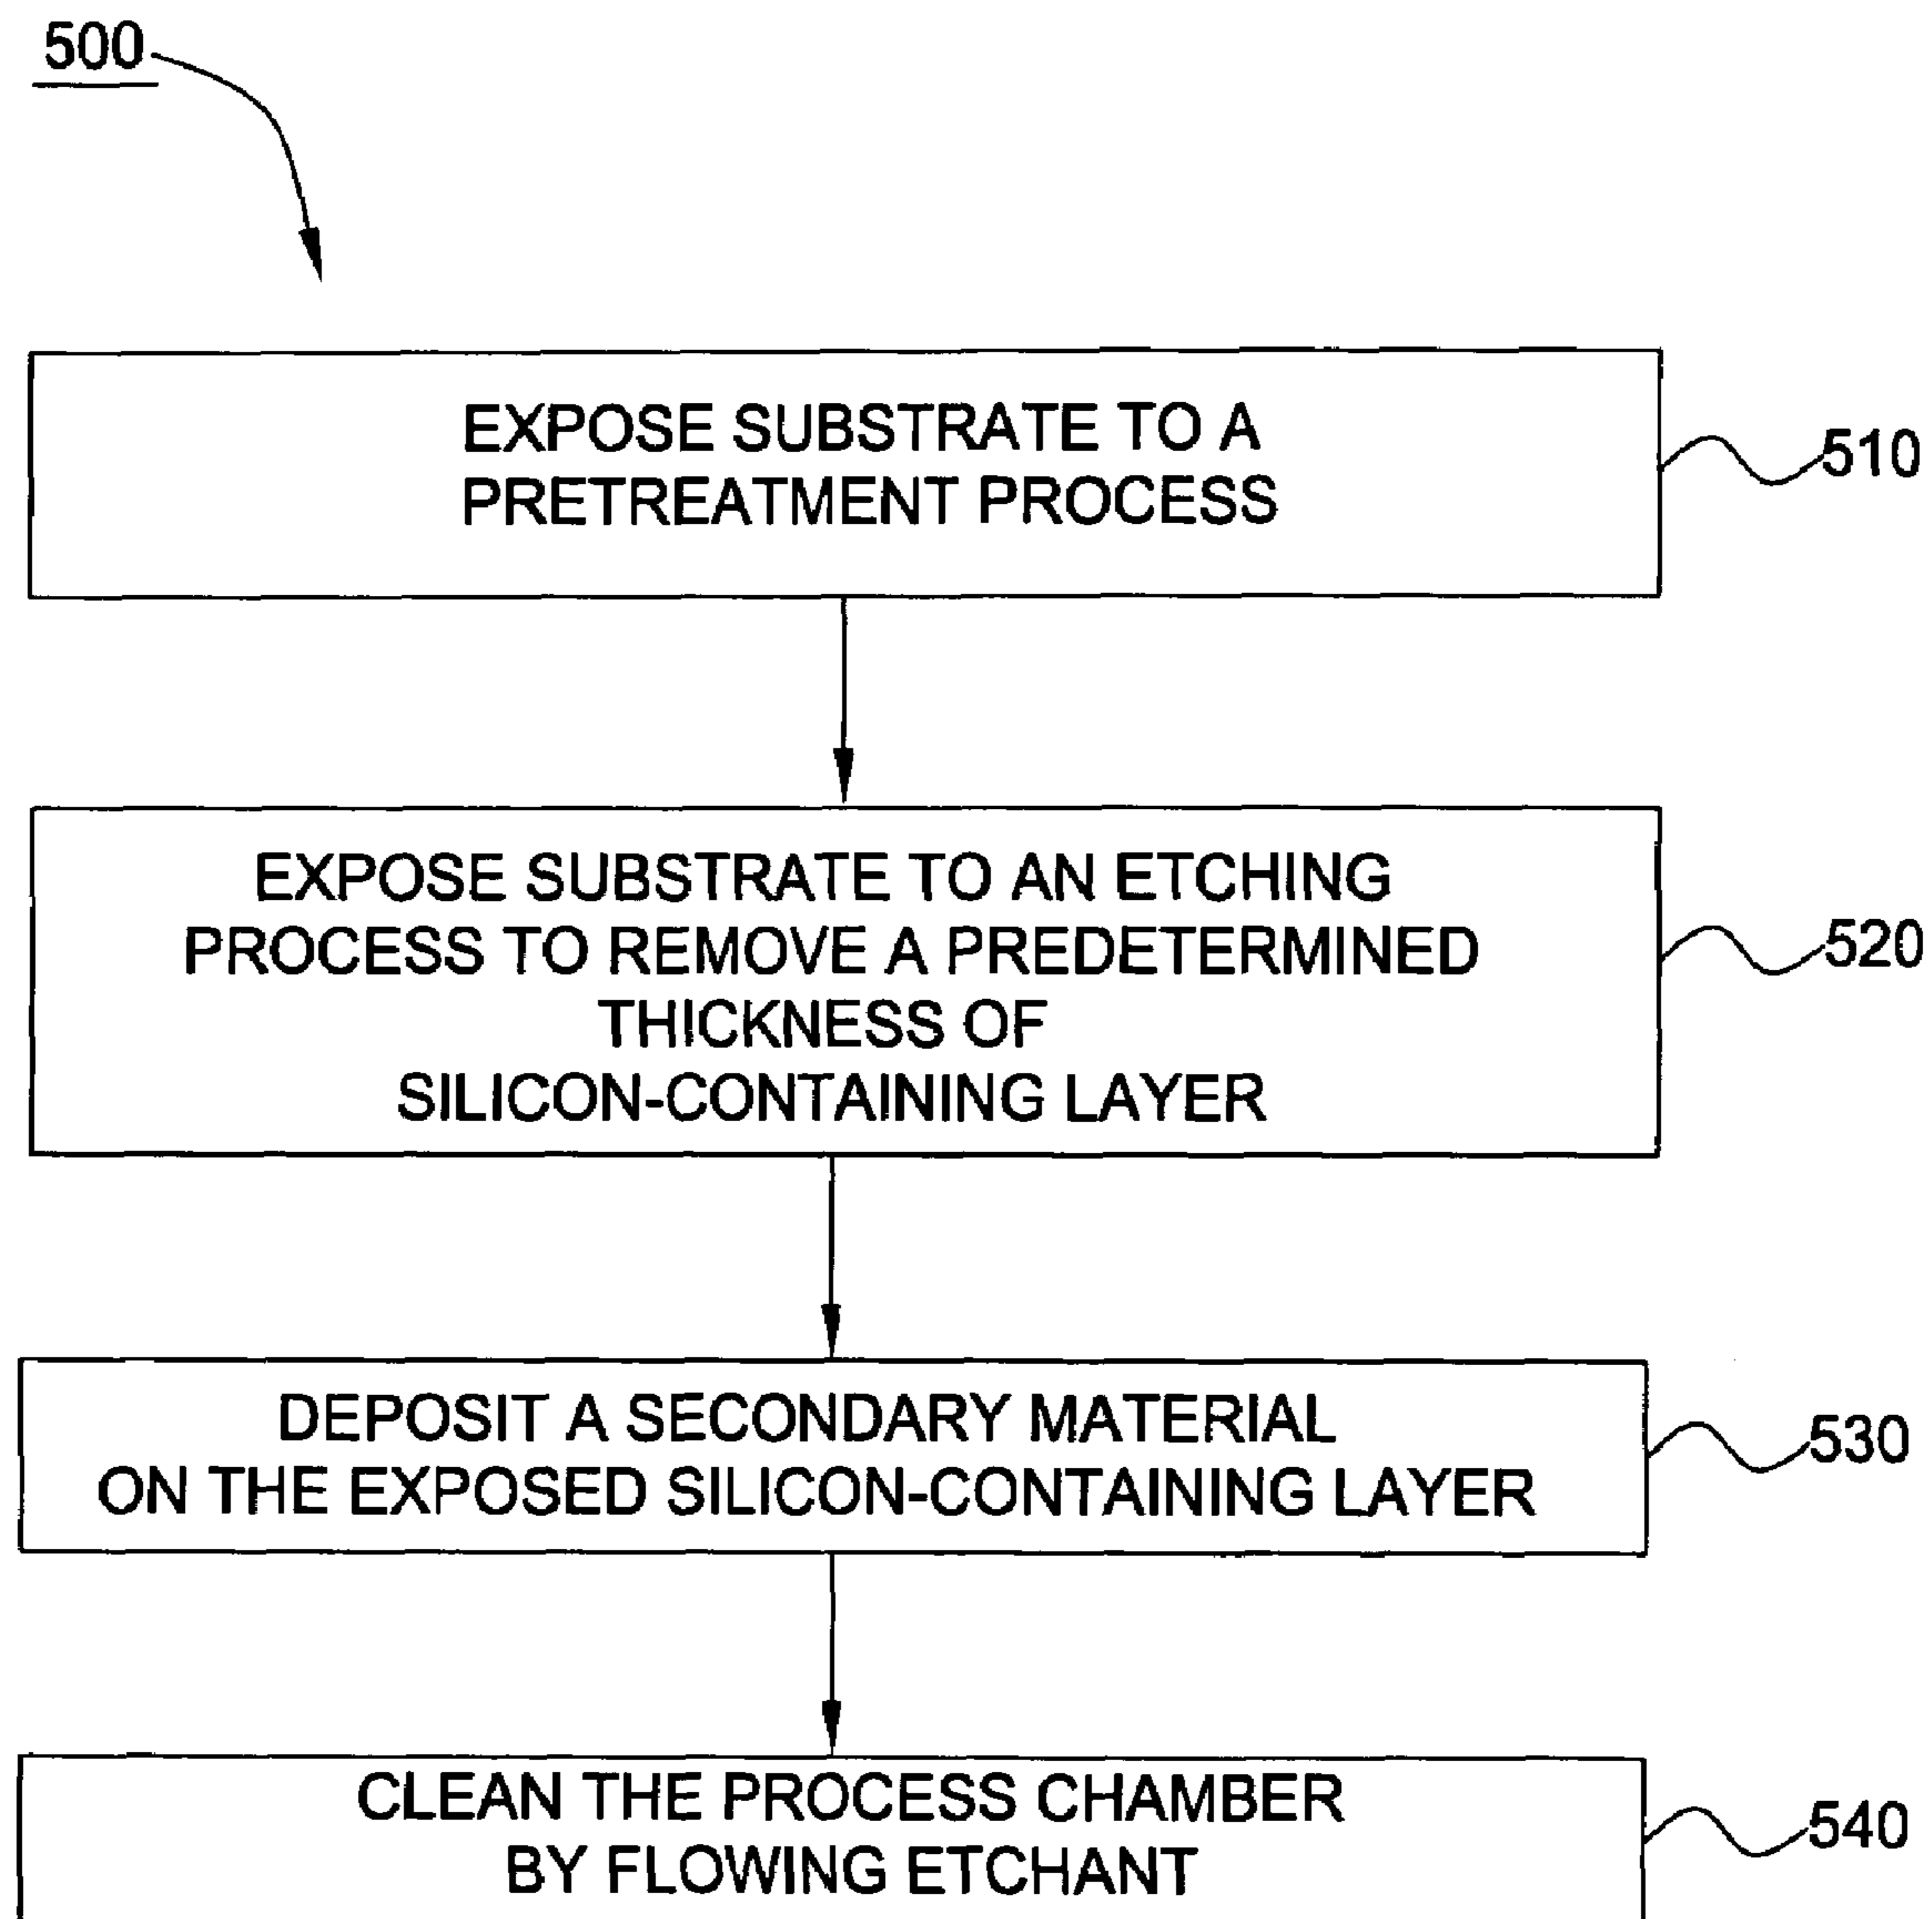 500
EXPOSE SUBSTRATE TO A
PRETREATMENT PROCESS
510
EXPOSE SUBSTRATE TO AN ETCHING
PROCESS TO REMOVE A PREDETERMINED
THICKNESS OF
SILICON-CONTAINING LAYER
520
DEPOSIT A SECONDARY MATERIAL
ON THE EXPOSED SILICON-CONTAINING LAYER
530
CLEAN THE PROCESS CHAMBER
BY FLOWING ETCHANT
540